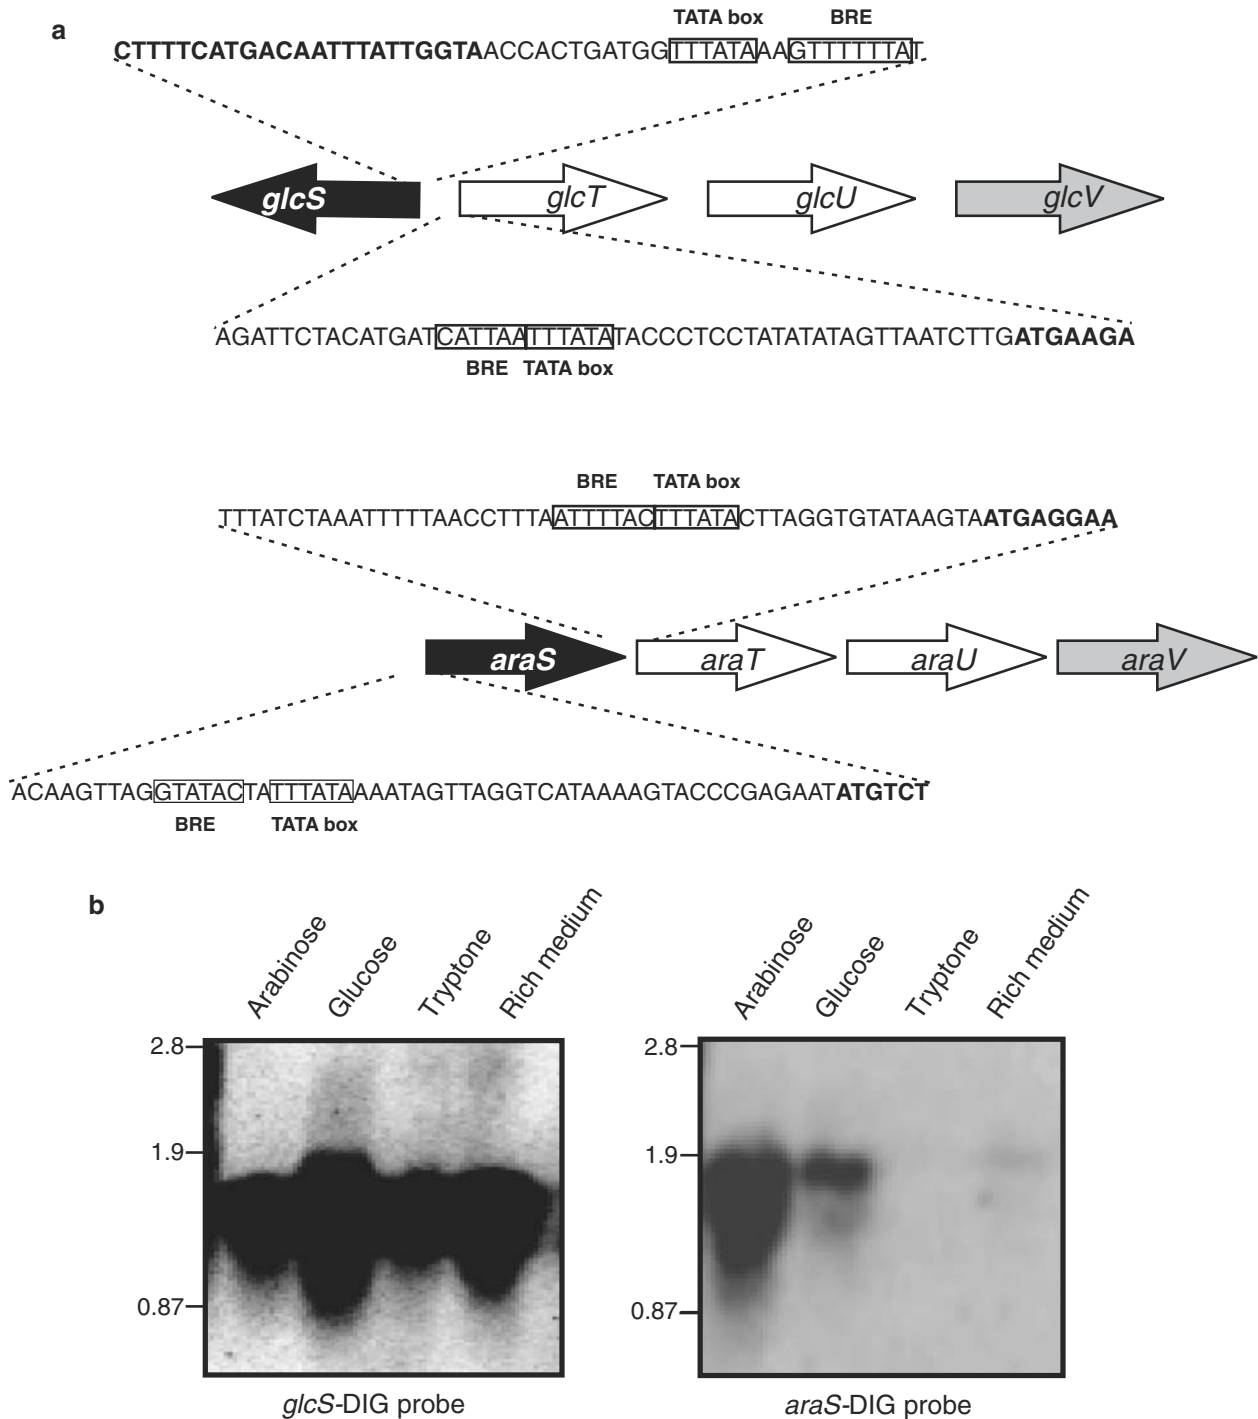 a
TATA box BRE
CTTTTCATGACAATTTATTGGTAACCACTGATGGTTTATAAAGTTTTTTAT
glcS glcT glcU glcV
AGATTCTACATGATCATTAATTTATATACCCTCCTATATATAGTTAATCTTGATGAAGA
BRE TATA box
BRE TATA box
TTTATCTAAATTTTTAACCTTTAATTTTACTTTATACTTAGGTGTATAAGTAATGAGGAA
araS araT araU araV
ACAAGTTAGGTATACTATTTATAAAATAGTTAGGTCATAAAAGTACCCGAGAATATGTCT
BRE TATA box
b
Arabinose Glucose Tryptone Rich medium
Arabinose Glucose Tryptone Rich medium
2.8 2.8
1.9 1.9
0.87 0.87
glcS-DIG probe araS-DIG probe